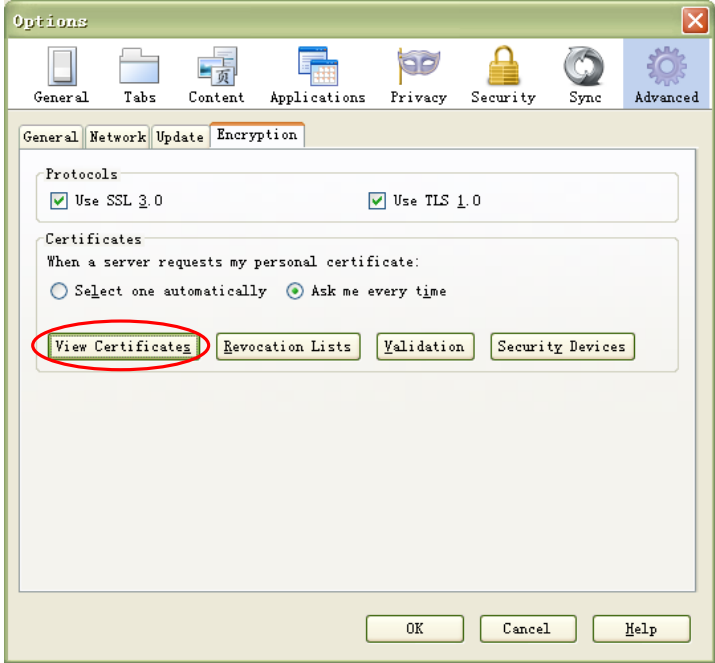 Options
General Tabs Content Applications Privacy Security Sync Advanced
General Network Update Encryption
Protocols
Use SSL 3.0 Use TLS 1.0
Certificates
When a server requests my personal certificate:
Select one automatically Ask me every time
View Certificates Revocation Lists Validation Security Devices
OK Cancel Help
页